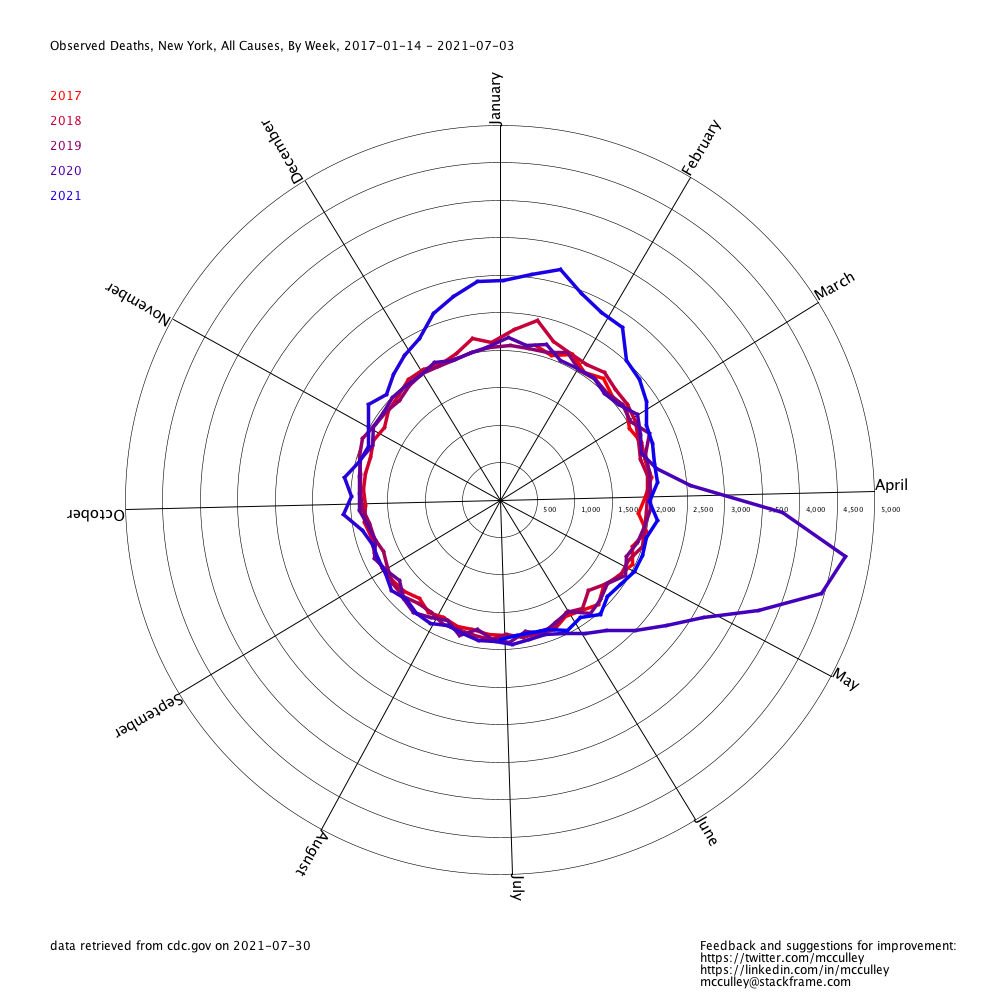 Observed Deaths, New York, All Causes, By Week, 2017-01-14 - 2021-07-03
2017
2018
2019
2020
2021
January
February
March
April
May
June
July
August
September
October
November
December
500
1,000
1,500
2,000
2,500
3,000
3,500
4,000
4,500
5,000
data retrieved from cdc.gov on 2021-07-30
Feedback and suggestions for improvement:
https://twitter.com/mcculley
https://linkedin.com/in/mcculley
mcculley@stackframe.com